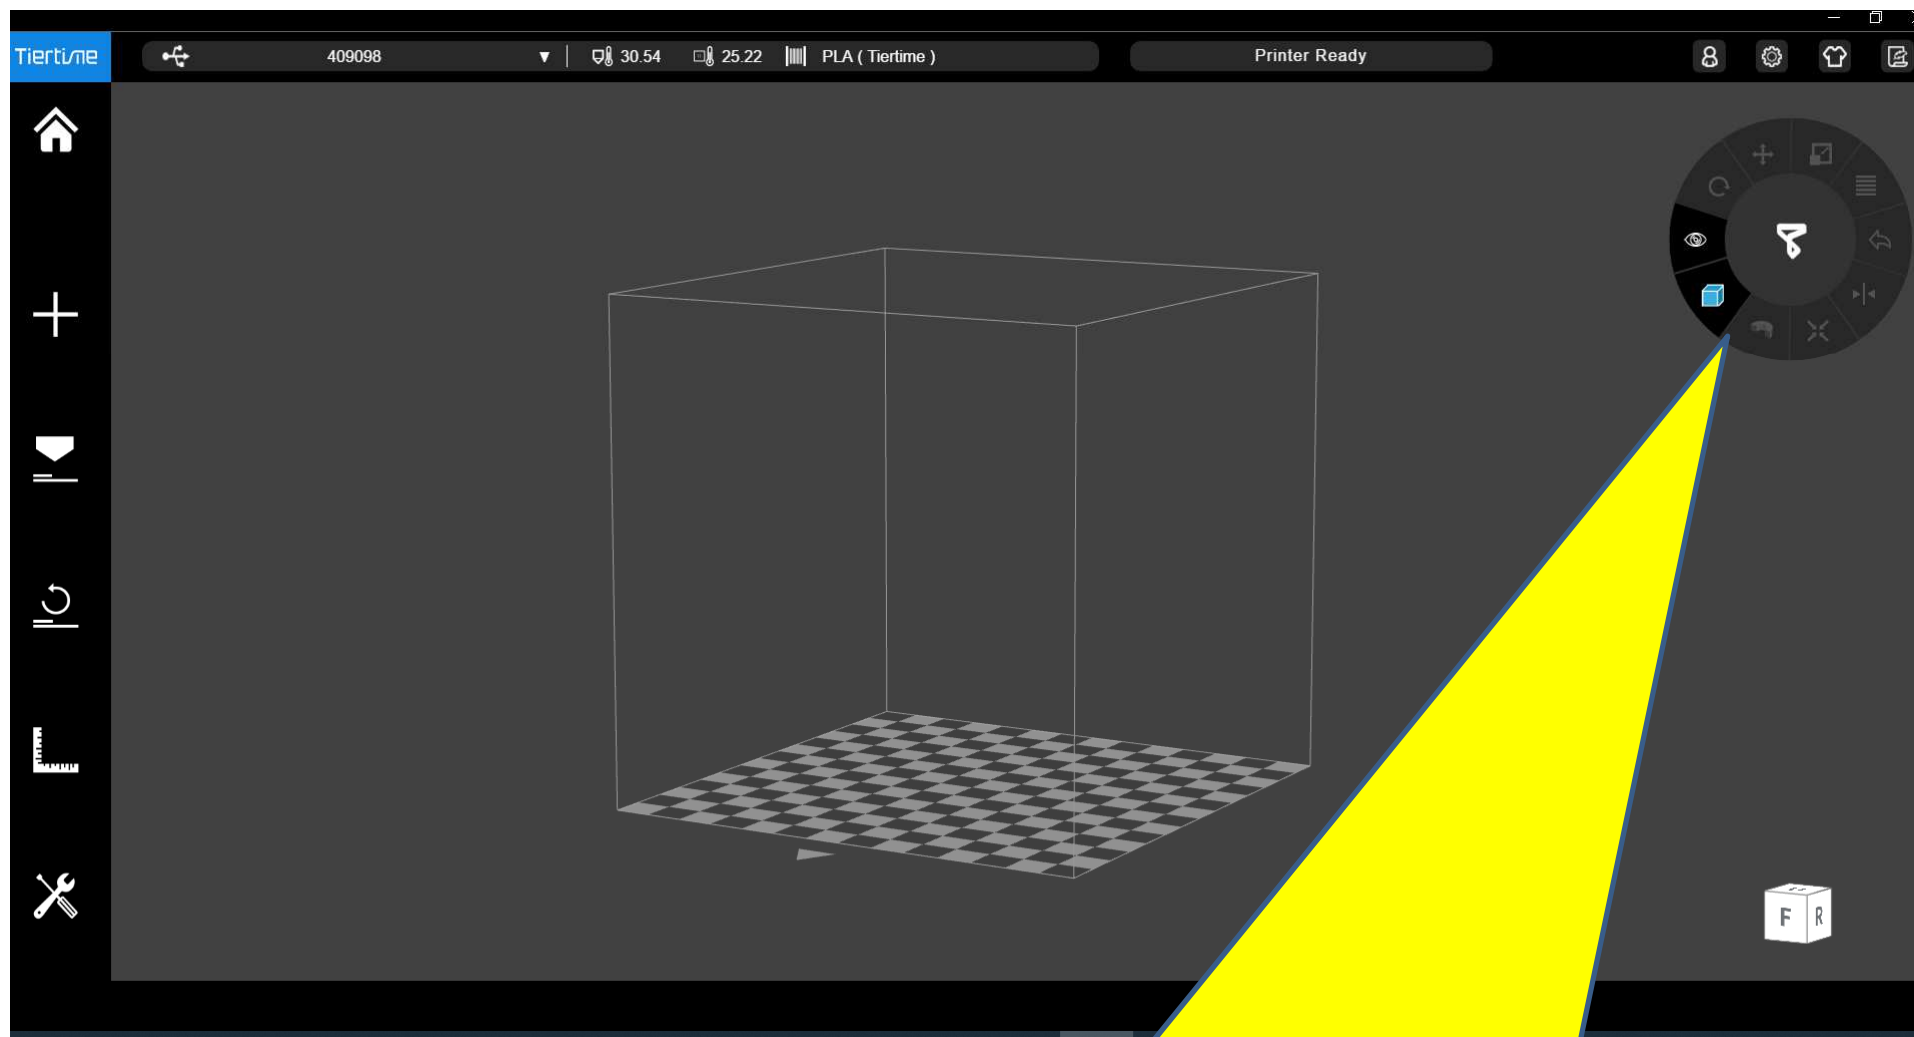 Tiertime 409098 ▼ 30.54 25.22 PLA ( Tiertime ) Printer Ready
F R